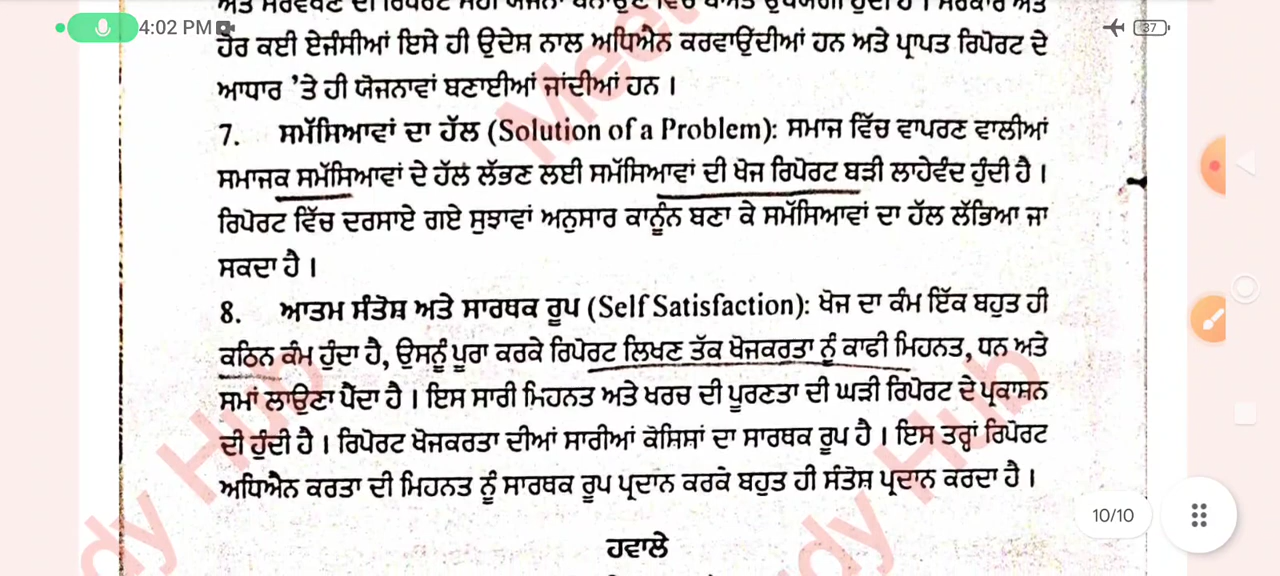 4:02 PM
37
ਹੋਰ ਕਈ ਏਜੰਸੀਆਂ ਇਸੇ ਹੀ ਉਦੇਸ਼ ਨਾਲ ਅਧਿਐਨ ਕਰਵਾਉਂਦੀਆਂ ਹਨ ਅਤੇ ਪ੍ਰਾਪਤ ਰਿਪੋਰਟ ਦੇ
ਆਧਾਰ 'ਤੇ ਹੀ ਯੋਜਨਾਵਾਂ ਬਣਾਈਆਂ ਜਾਂਦੀਆਂ ਹਨ ।
7. ਸਮੱਸਿਆਵਾਂ ਦਾ ਹੱਲ (Solution of a Problem): ਸਮਾਜ ਵਿੱਚ ਵਾਪਰਣ ਵਾਲੀਆਂ
ਸਮਾਜਕ ਸਮੱਸਿਆਵਾਂ ਦੇ ਹੱਲ ਲੱਭਣ ਲਈ ਸਮੱਸਿਆਵਾਂ ਦੀ ਖੋਜ ਰਿਪੋਰਟ ਬੜੀ ਲਾਹੇਵੰਦ ਹੁੰਦੀ ਹੈ ।
ਰਿਪੋਰਟ ਵਿੱਚ ਦਰਸਾਏ ਗਏ ਸੁਝਾਵਾਂ ਅਨੁਸਾਰ ਕਾਨੂੰਨ ਬਣਾ ਕੇ ਸਮੱਸਿਆਵਾਂ ਦਾ ਹੱਲ ਲੱਭਿਆ ਜਾ
ਸਕਦਾ ਹੈ ।
8. ਆਤਮ ਸੰਤੋਸ਼ ਅਤੇ ਸਾਰਥਕ ਰੂਪ (Self Satisfaction): ਖੋਜ ਦਾ ਕੰਮ ਇੱਕ ਬਹੁਤ ਹੀ
ਕਠਿਨ ਕੰਮ ਹੁੰਦਾ ਹੈ, ਉਸਨੂੰ ਪੂਰਾ ਕਰਕੇ ਰਿਪੋਰਟ ਲਿਖਣ ਤੱਕ ਖੋਜਕਰਤਾ ਨੂੰ ਕਾਫੀ ਮਿਹਨਤ, ਧਨ ਅਤੇ
ਸਮਾਂ ਲਾਉਣਾ ਪੈਂਦਾ ਹੈ । ਇਸ ਸਾਰੀ ਮਿਹਨਤ ਅਤੇ ਖਰਚ ਦੀ ਪੂਰਣਤਾ ਦੀ ਘੜੀ ਰਿਪੋਰਟ ਦੇ ਪ੍ਰਕਾਸ਼ਨ
ਦੀ ਹੁੰਦੀ ਹੈ । ਰਿਪੋਰਟ ਖੋਜਕਰਤਾ ਦੀਆਂ ਸਾਰੀਆਂ ਕੋਸ਼ਿਸ਼ਾਂ ਦਾ ਸਾਰਥਕ ਰੂਪ ਹੈ । ਇਸ ਤਰ੍ਹਾਂ ਰਿਪੋਰਟ
ਅਧਿਐਨ ਕਰਤਾ ਦੀ ਮਿਹਨਤ ਨੂੰ ਸਾਰਥਕ ਰੂਪ ਪ੍ਰਦਾਨ ਕਰਕੇ ਬਹੁਤ ਹੀ ਸੰਤੋਸ਼ ਪ੍ਰਦਾਨ ਕਰਦਾ ਹੈ ।
10/10
ਹਵਾਲੇ